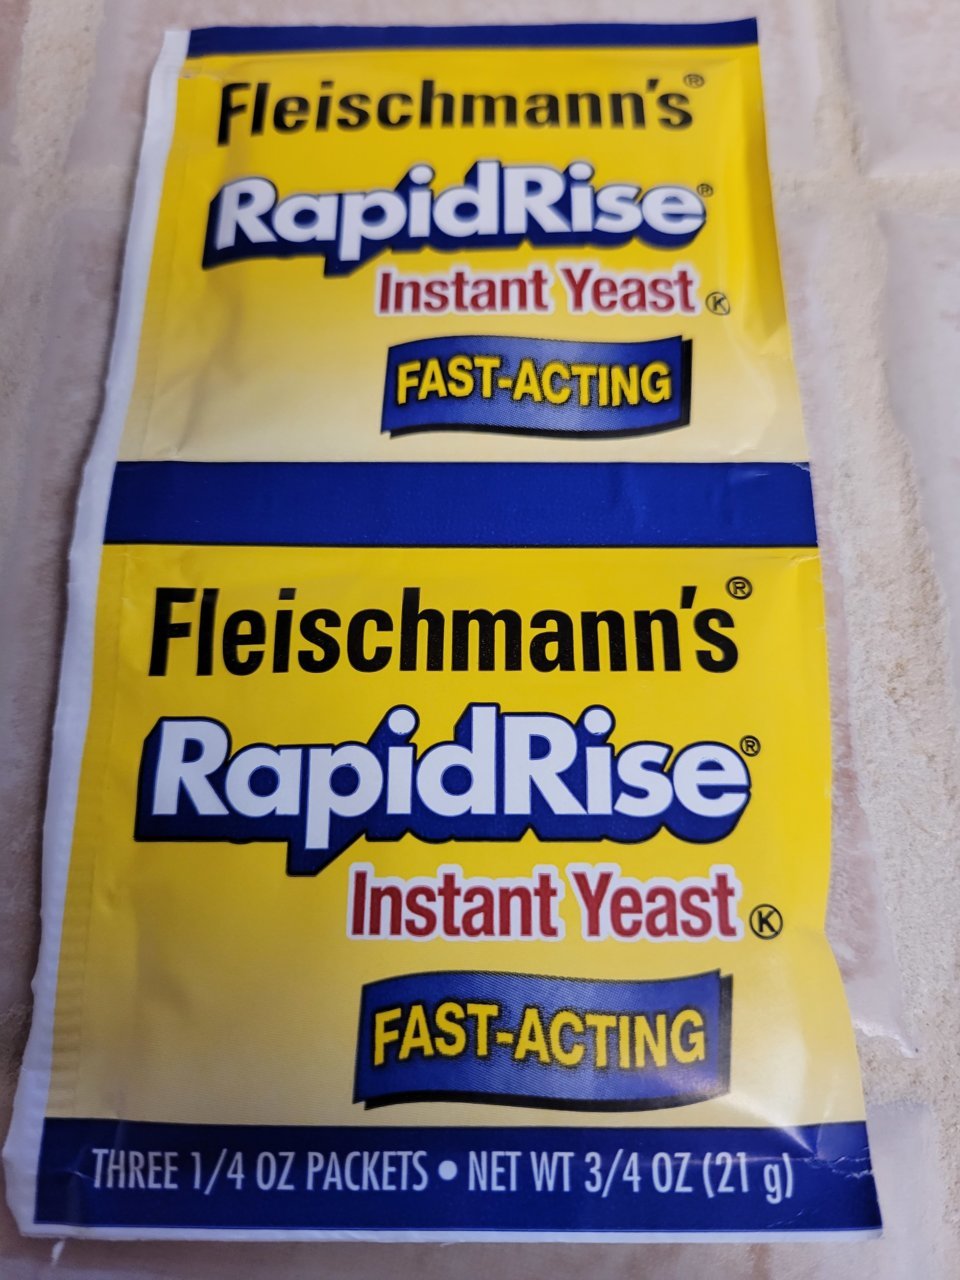 Fleischmann's®
RapidRise®
Instant Yeast K
FAST-ACTING
Fleischmann's®
RapidRise®
Instant Yeast K
FAST-ACTING
THREE 1/4 OZ PACKETS • NET WT 3/4 OZ (21 g)